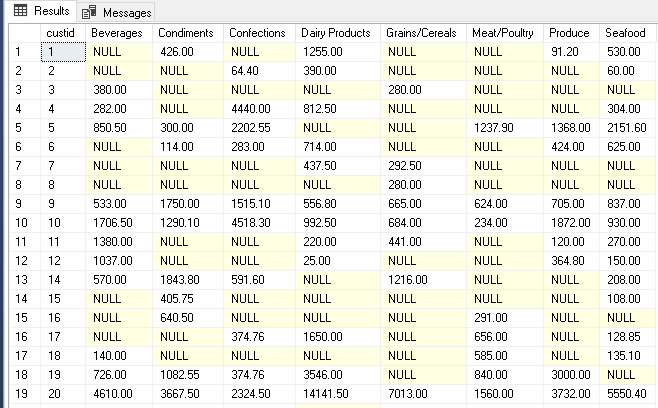 Results Messages
custid Beverages Condiments Confections Dairy Products Grains/Cereals Meat/Poultry Produce Seafood
1 1 NULL 426.00 NULL 1255.00 NULL NULL 91.20 530.00
2 2 NULL NULL 64.40 390.00 NULL NULL NULL 60.00
3 3 380.00 NULL NULL NULL 280.00 NULL NULL NULL
4 4 282.00 NULL 4440.00 812.50 NULL NULL NULL 304.00
5 5 850.50 300.00 2202.55 NULL NULL 1237.90 1368.00 2151.60
6 6 NULL 114.00 283.00 714.00 NULL NULL 424.00 625.00
7 7 NULL NULL NULL 437.50 292.50 NULL NULL NULL
8 8 NULL NULL NULL NULL 280.00 NULL NULL NULL
9 9 533.00 1750.00 1515.10 556.80 665.00 624.00 705.00 837.00
10 10 1706.50 1290.10 4518.30 992.50 684.00 234.00 1872.00 930.00
11 11 1380.00 NULL NULL 220.00 441.00 NULL 120.00 270.00
12 12 1037.00 NULL NULL 25.00 NULL NULL 364.80 150.00
13 14 570.00 1843.80 591.60 NULL 1216.00 NULL NULL 208.00
14 15 NULL 405.75 NULL NULL NULL NULL NULL 108.00
15 16 NULL 640.50 NULL NULL NULL 291.00 NULL NULL
16 17 NULL NULL 374.76 1650.00 NULL 656.00 NULL 128.85
17 18 140.00 NULL NULL NULL NULL 585.00 NULL 135.10
18 19 726.00 1082.55 374.76 3546.00 NULL 840.00 3000.00 NULL
19 20 4610.00 3667.50 2324.50 14141.50 7013.00 1560.00 3732.00 5550.40